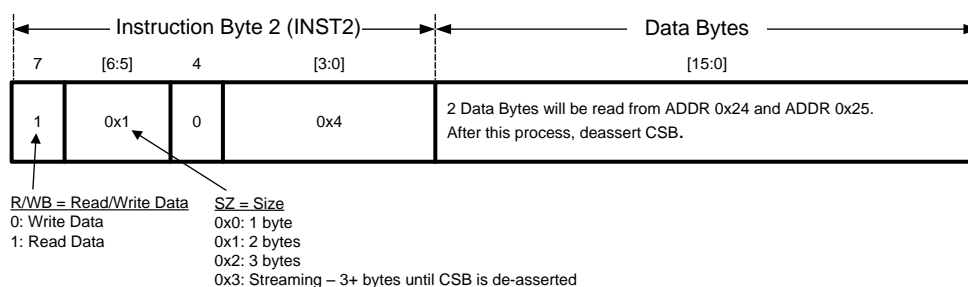 Instruction Byte 2 (INST2) Data Bytes
7 [6:5] 4 [3:0] [15:0]
1 0x1 0 0x4
2 Data Bytes will be read from ADDR 0x24 and ADDR 0x25.
After this process, deassert CSB.
R/WB = Read/Write Data
0: Write Data
1: Read Data
SZ = Size
0x0: 1 byte
0x1: 2 bytes
0x2: 3 bytes
0x3: Streaming – 3+ bytes until CSB is de-asserted